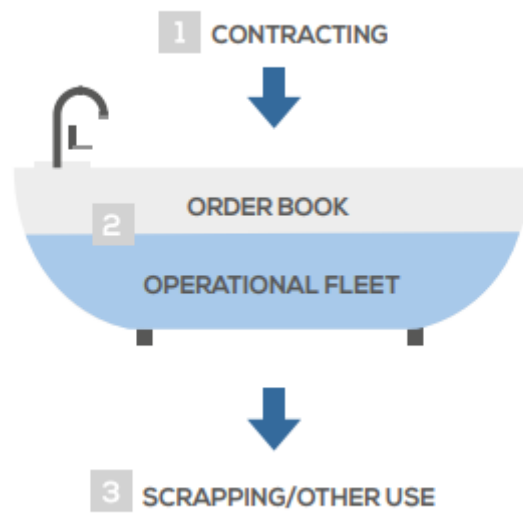 1 CONTRACTING
ORDER BOOK
2
OPERATIONAL FLEET
3 SCRAPPING/OTHER USE